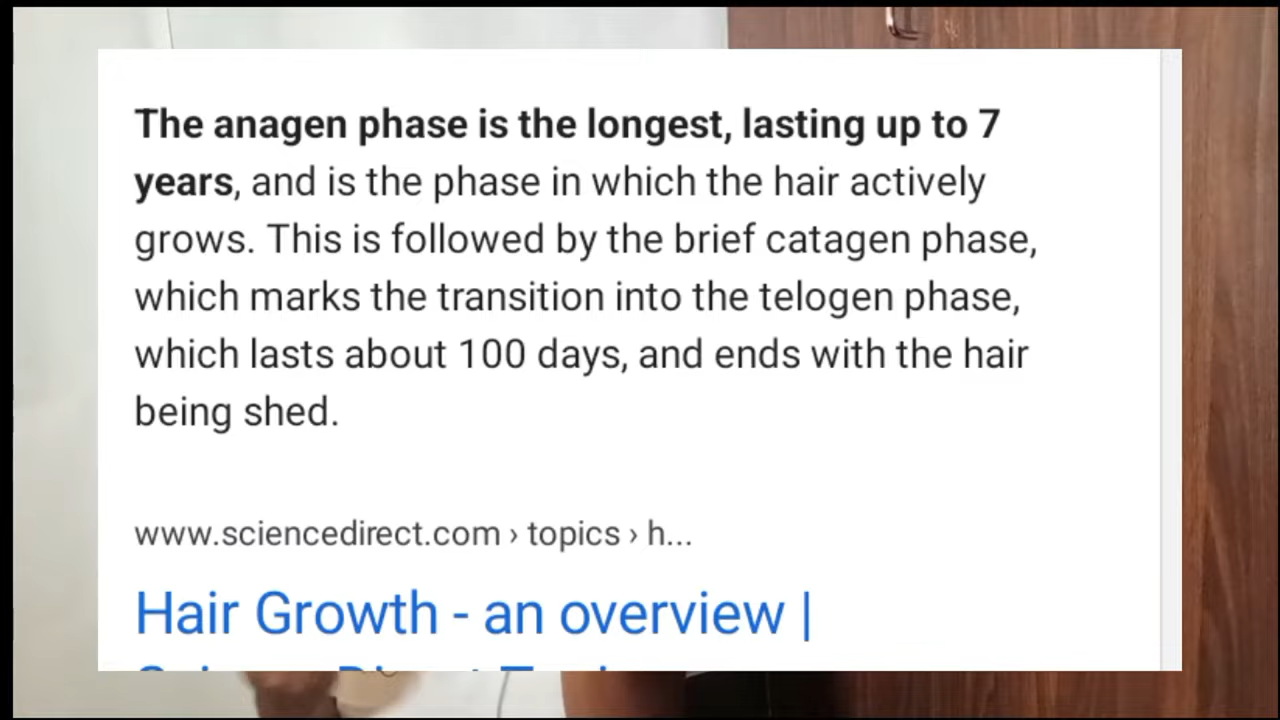 The anagen phase is the longest, lasting up to 7
years, and is the phase in which the hair actively
grows. This is followed by the brief catagen phase,
which marks the transition into the telogen phase,
which lasts about 100 days, and ends with the hair
being shed.
www.sciencedirect.com › topics › h...
Hair Growth - an overview |